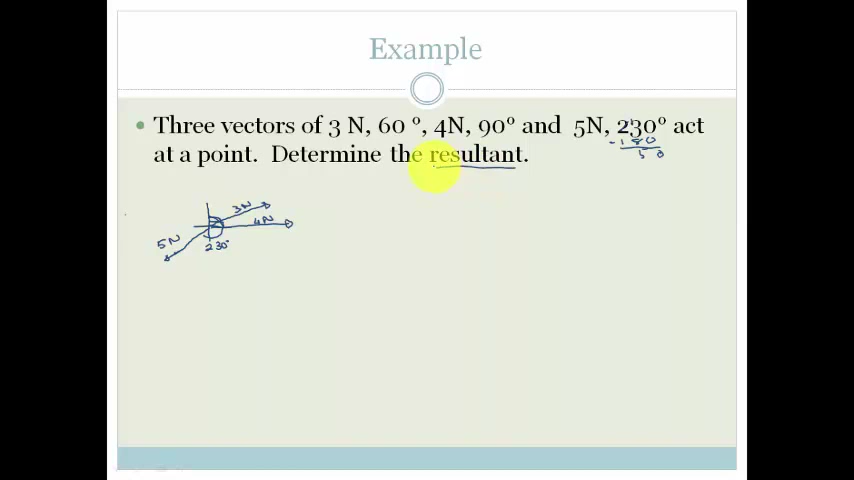 Example
Three vectors of 3 N, 60 °, 4N, 90° and 5N, 230° act
- 180
50
at a point. Determine the resultant.
3N
4N
5N
230°